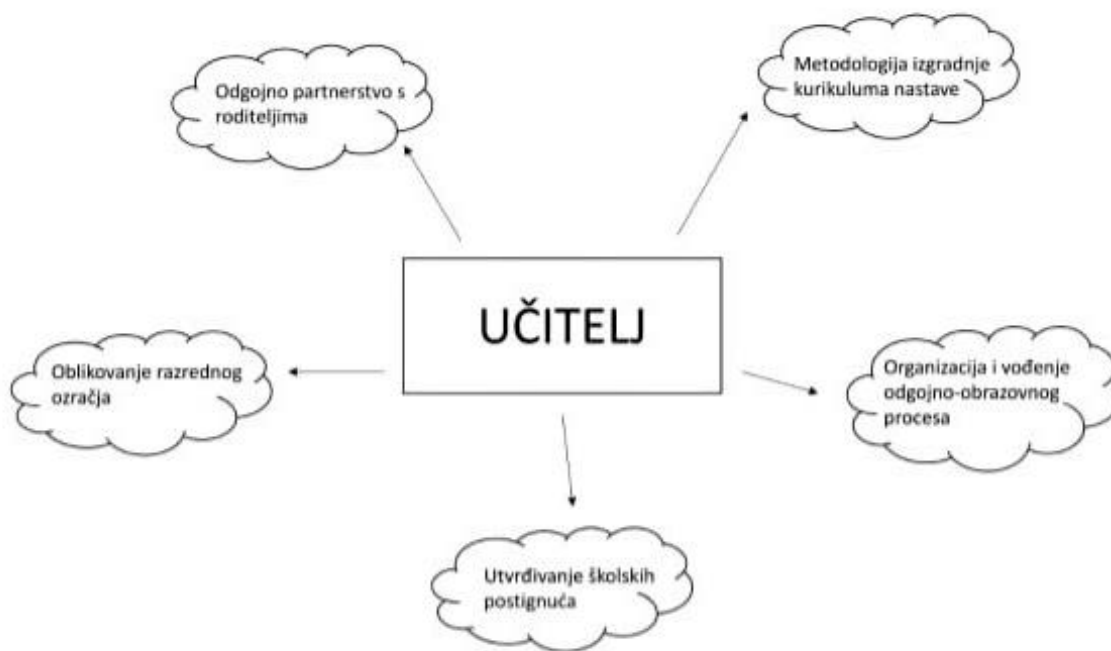 Odgojno partnerstvo s
roditeljima
Metodologija izgradnje
kurikuluma nastave
UČITELJ
Oblikovanje razrednog
ozračja
Organizacija i vođenje
odgojno-obrazovnog
procesa
Utvrđivanje školskih
postignuća